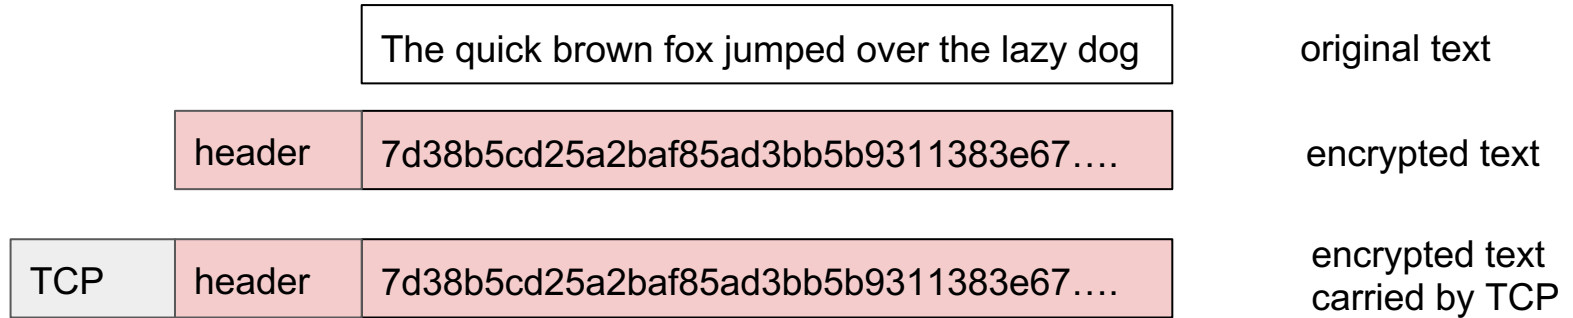 The quick brown fox jumped over the lazy dog original text
header 7d38b5cd25a2baf85ad3bb5b9311383e67…. encrypted text
TCP header 7d38b5cd25a2baf85ad3bb5b9311383e67…. encrypted text
carried by TCP